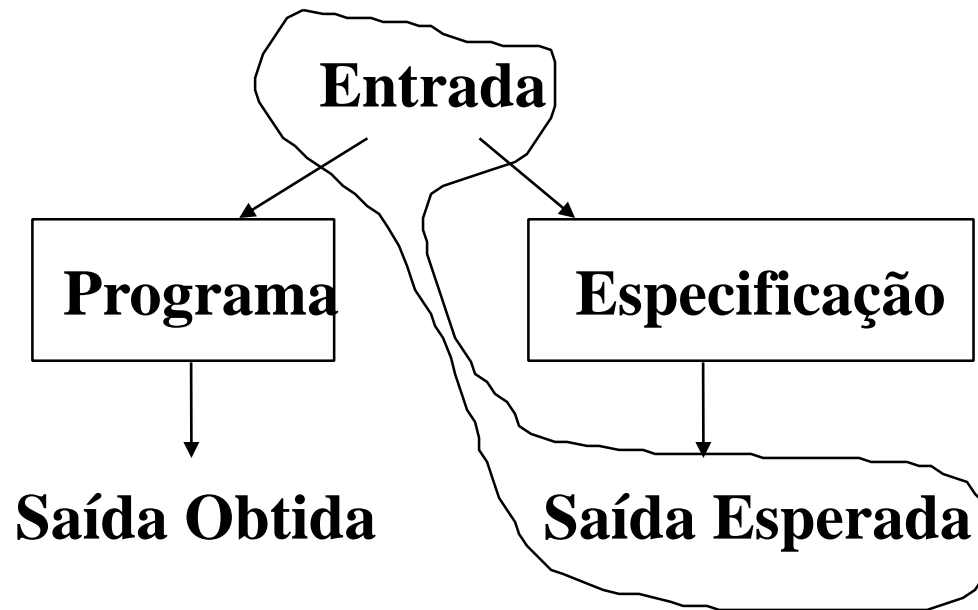 Entrada
Programa
Especificação
Saída Obtida
Saída Esperada